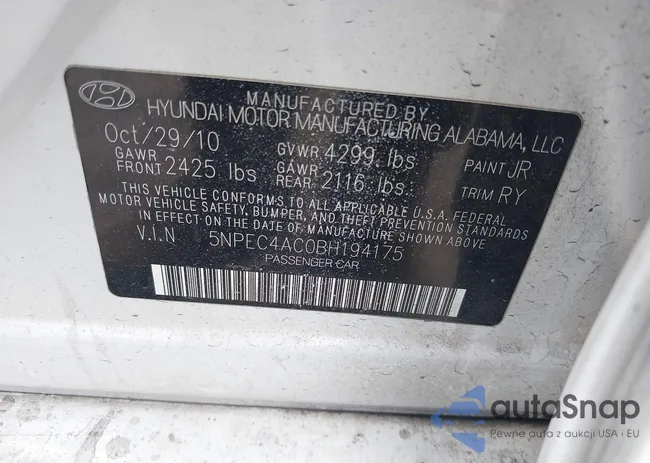 MANUFACTURED BY
HYUNDAI MOTOR MANUFACTURING ALABAMA, LLC
Oct/29/10 GVWR 4299 lbs PAINT JR
GAWR FRONT 2425 lbs GAWR REAR 2116 lbs. TRIM RY
THIS VEHICLE CONFORMS TO ALL APPLICABLE U.S.A. FEDERAL
MOTOR VEHICLE SAFETY, BUMPER, AND THEFT PREVENTION STANDARDS
IN EFFECT ON THE DATE OF MANUFACTURE SHOWN ABOVE.
V.I.N 5NPEC4AC0BH194175
PASSENGER CAR
autaSnap
Pewne auta z aukcji USA i EU